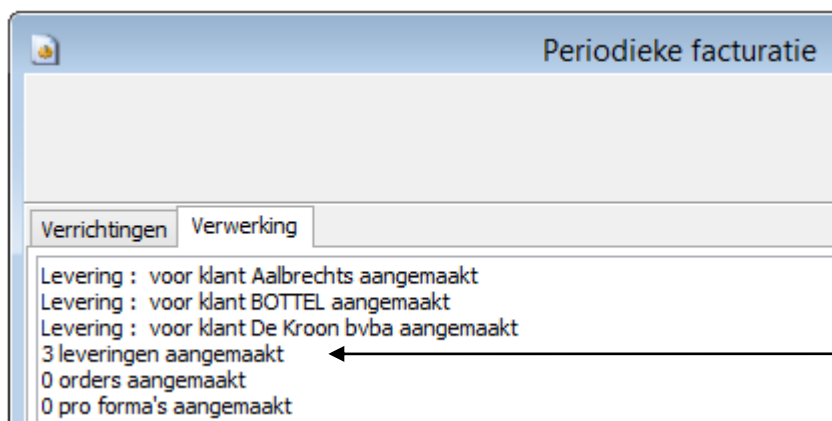 Periodieke facturatie
Verrichtingen
Verwerking
Levering : voor klant Aalbrechts aangemaakt
Levering : voor klant BOTTEL aangemaakt
Levering : voor klant De Kroon bvba aangemaakt
3 leveringen aangemaakt
0 orders aangemaakt
0 pro forma's aangemaakt